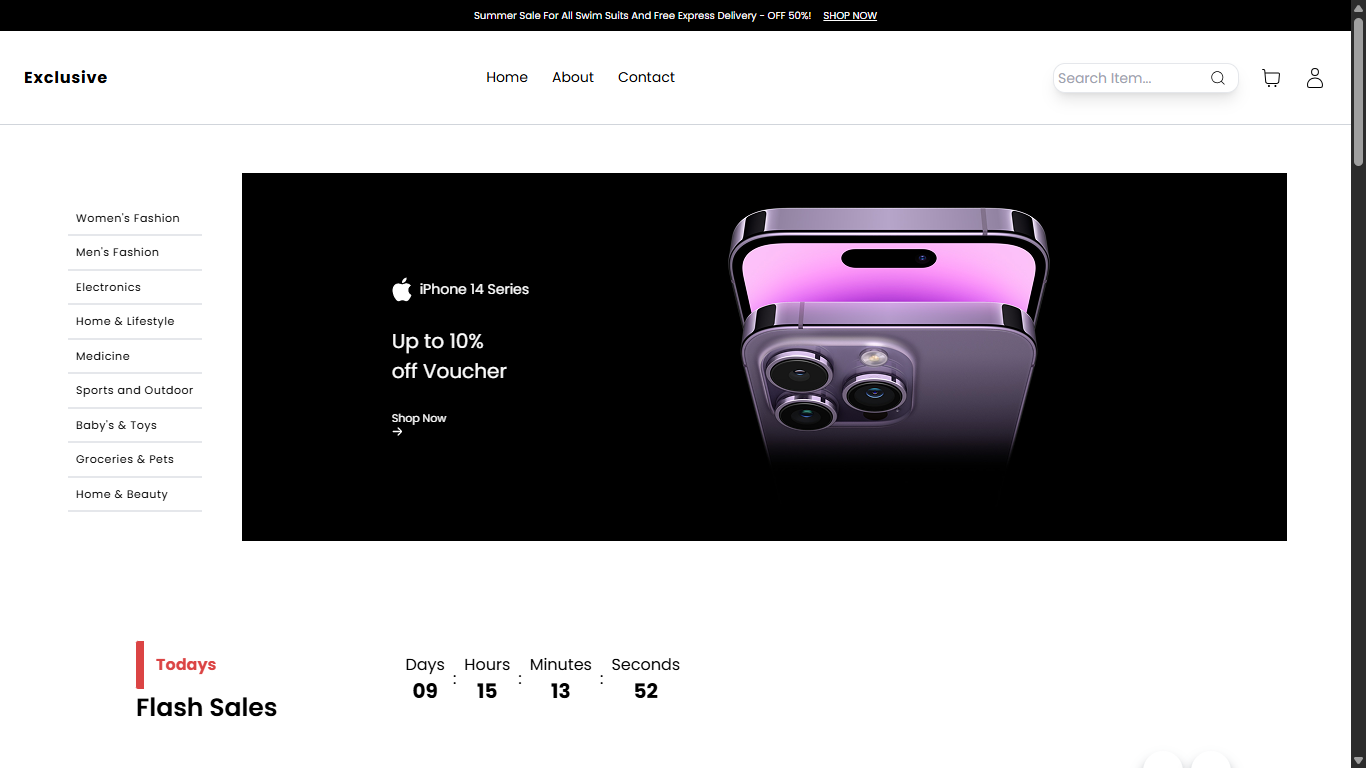 Summer Sale For All Swim Suits And Free Express Delivery - OFF 50%! SHOP NOW
Exclusive
Home About Contact
Search Item...
Women's Fashion
Men's Fashion
Electronics
Home & Lifestyle
Medicine
Sports and Outdoor
Baby's & Toys
Groceries & Pets
Home & Beauty
iPhone 14 Series
Up to 10%
off Voucher
Shop Now
→
Todays
Flash Sales
Days Hours Minutes Seconds
09 : 15 : 13 : 52